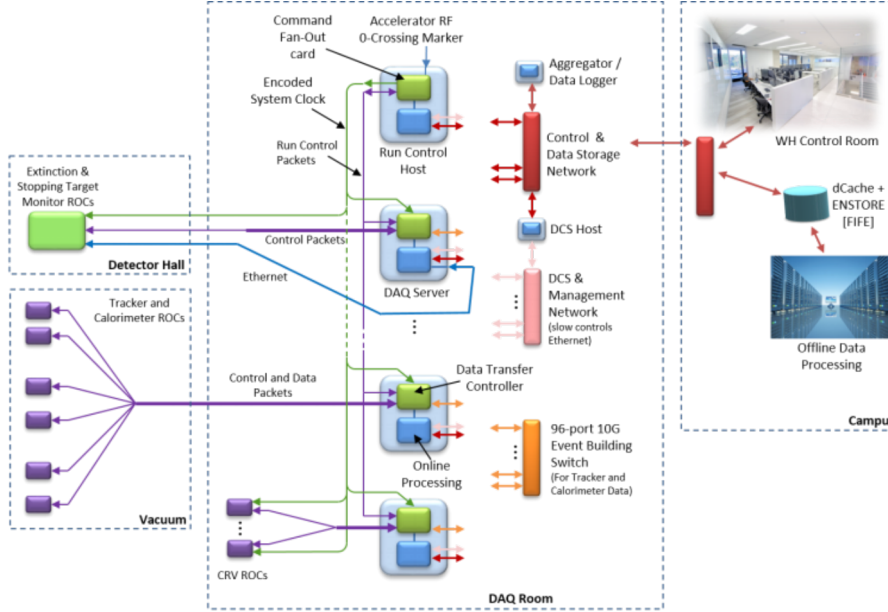 Command
Fan-Out
card
Accelerator RF
0-Crossing Marker
Encoded
System Clock
Run Control
Packets
Run Control
Host
Aggregator /
Data Logger
Control &
Data Storage
Network
WH Control Room
dCache +
ENSTORE
[FIFE]
Offline Data
Processing
Campu
Extinction &
Stopping Target
Monitor ROCs
Detector Hall
Control Packets
Ethernet
DAQ Server
DCS Host
DCS &
Management
Network
(slow controls
Ethernet)
Tracker and
Calorimeter ROCs
Vacuum
Control and Data
Packets
Data Transfer
Controller
Online
Processing
96-port 10G
Event Building
Switch
(For Tracker and
Calorimeter Data)
CRV ROCs
DAQ Room